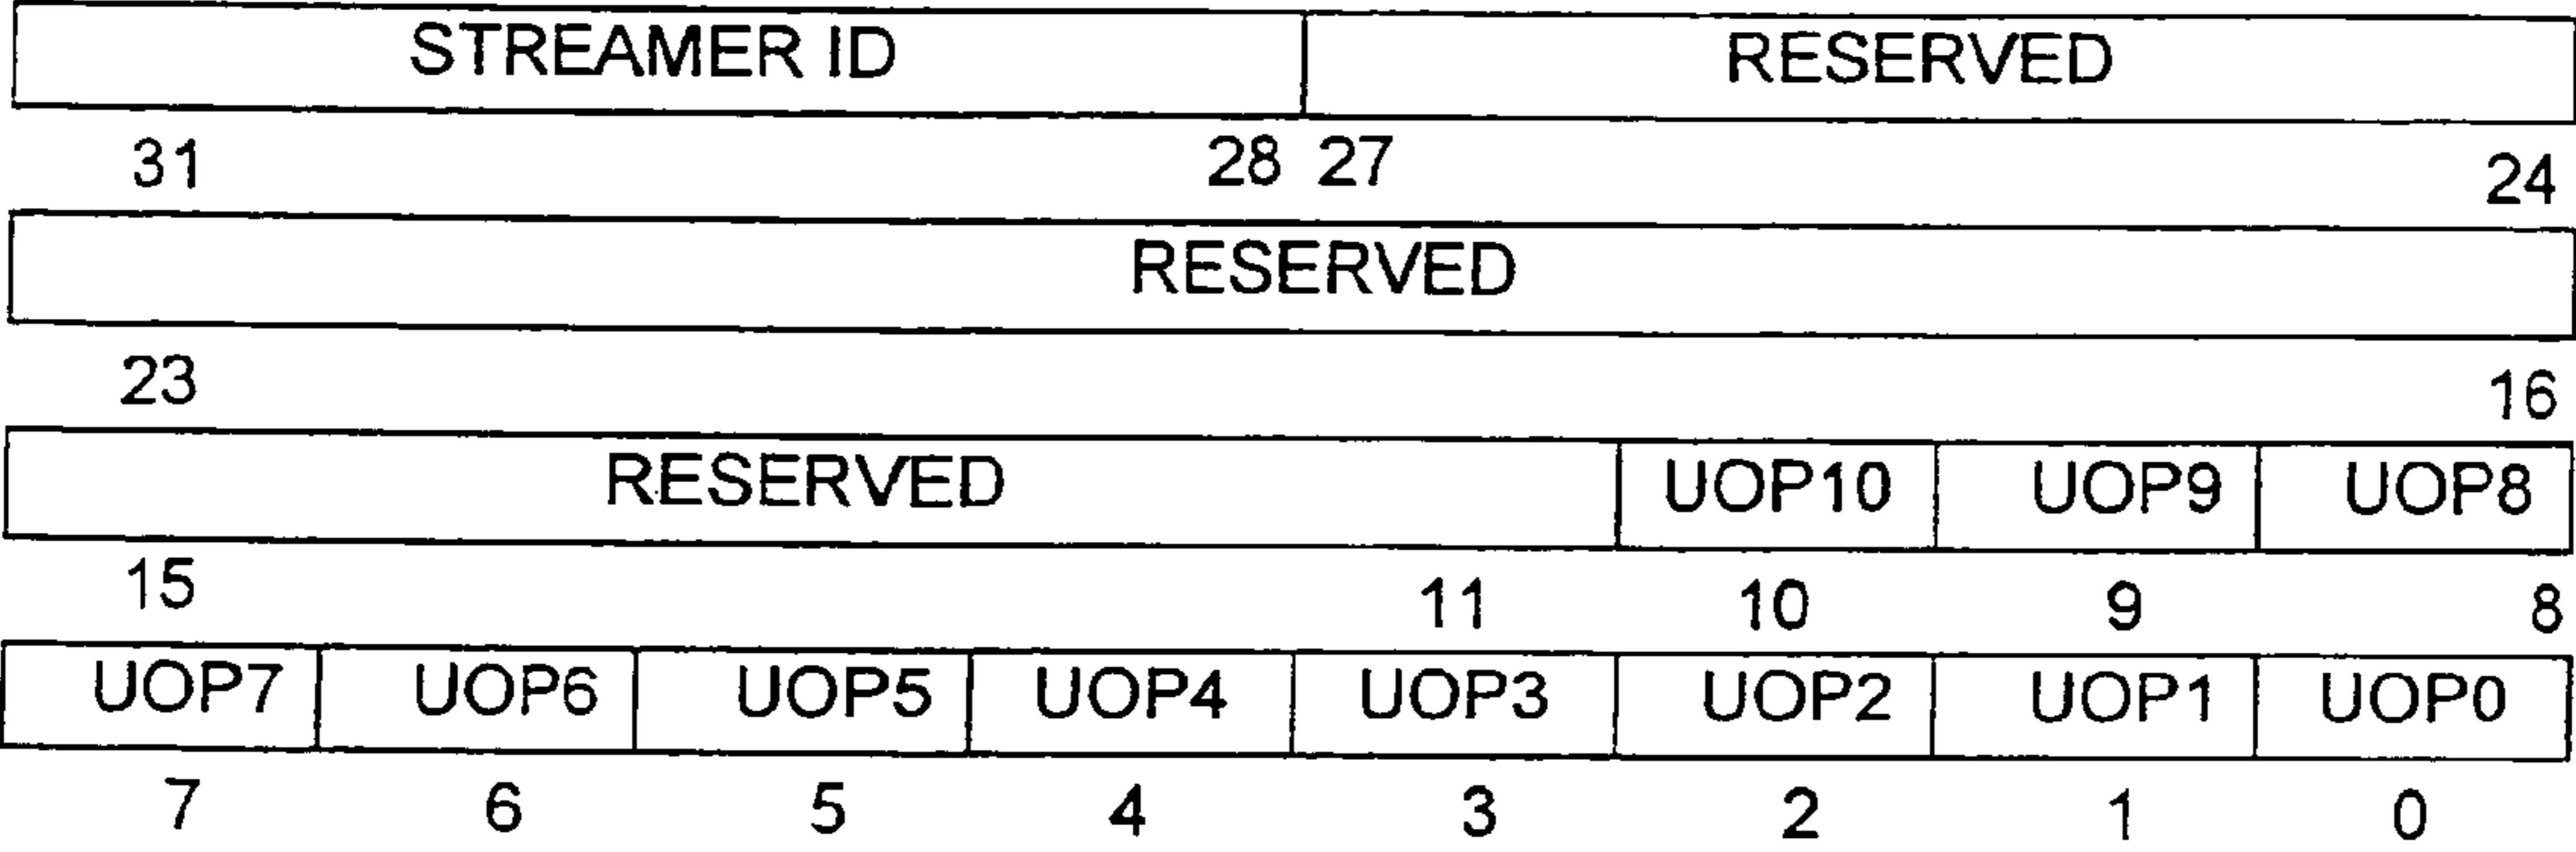 STREAMER ID RESERVED
31 28 27 24
RESERVED
23 16
RESERVED UOP10 UOP9 UOP8
15 11 10 9 8
UOP7 UOP6 UOP5 UOP4 UOP3 UOP2 UOP1 UOP0
7 6 5 4 3 2 1 0